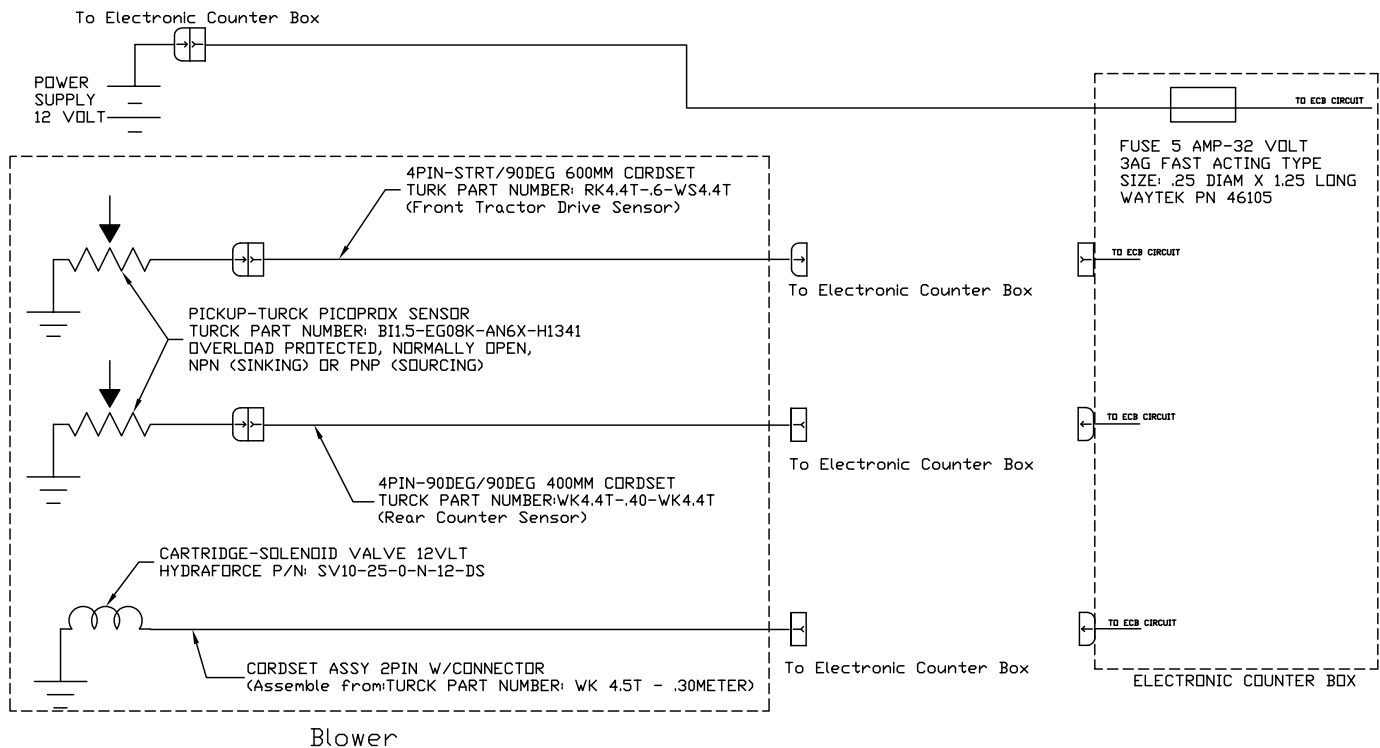 To Electronic Counter Box
POWER
SUPPLY
12 VOLT
TO ECB CIRCUIT
FUSE 5 AMP-32 VOLT
3AG FAST ACTING TYPE
SIZE: .25 DIAM X 1.25 LONG
WAYTEK PN 46105
4PIN-STRT/90DEG 600MM CORDSET
TURK PART NUMBER: RK4.4T-.6-WS4.4T
(Front Tractor Drive Sensor)
TO ECB CIRCUIT
To Electronic Counter Box
PICKUP-TURCK PICOPROX SENSOR
TURCK PART NUMBER: BI1.5-EG08K-AN6X-H1341
OVERLOAD PROTECTED, NORMALLY OPEN,
NPN (SINKING) OR PNP (SOURCING)
TO ECB CIRCUIT
To Electronic Counter Box
4PIN-90DEG/90DEG 400MM CORDSET
TURCK PART NUMBER:WK4.4T-.40-WK4.4T
(Rear Counter Sensor)
CARTRIDGE-SOLENOID VALVE 12VLT
HYDRAFORCE P/N: SV10-25-0-N-12-DS
TO ECB CIRCUIT
To Electronic Counter Box
CORDSET ASSY 2PIN W/CONNECTOR
(Assemble from:TURCK PART NUMBER: WK 4.5T - .30METER)
ELECTRONIC COUNTER BOX
Blower